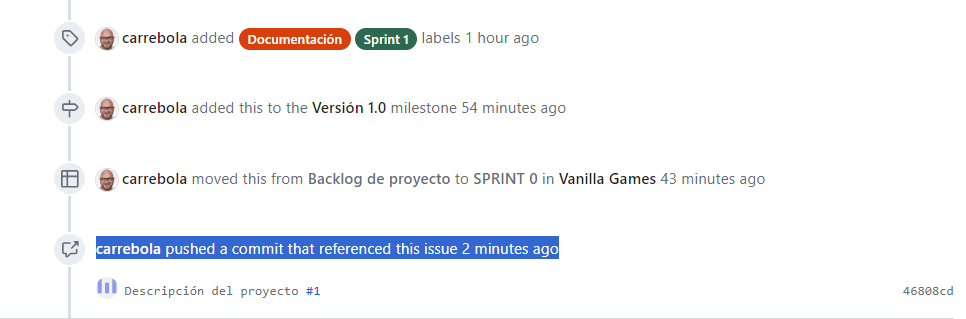 carrebola added Documentación Sprint 1 labels 1 hour ago
carrebola added this to the Versión 1.0 milestone 54 minutes ago
carrebola moved this from Backlog de proyecto to SPRINT 0 in Vanilla Games 43 minutes ago
carrebola pushed a commit that referenced this issue 2 minutes ago
Descripción del proyecto #1 46808cd